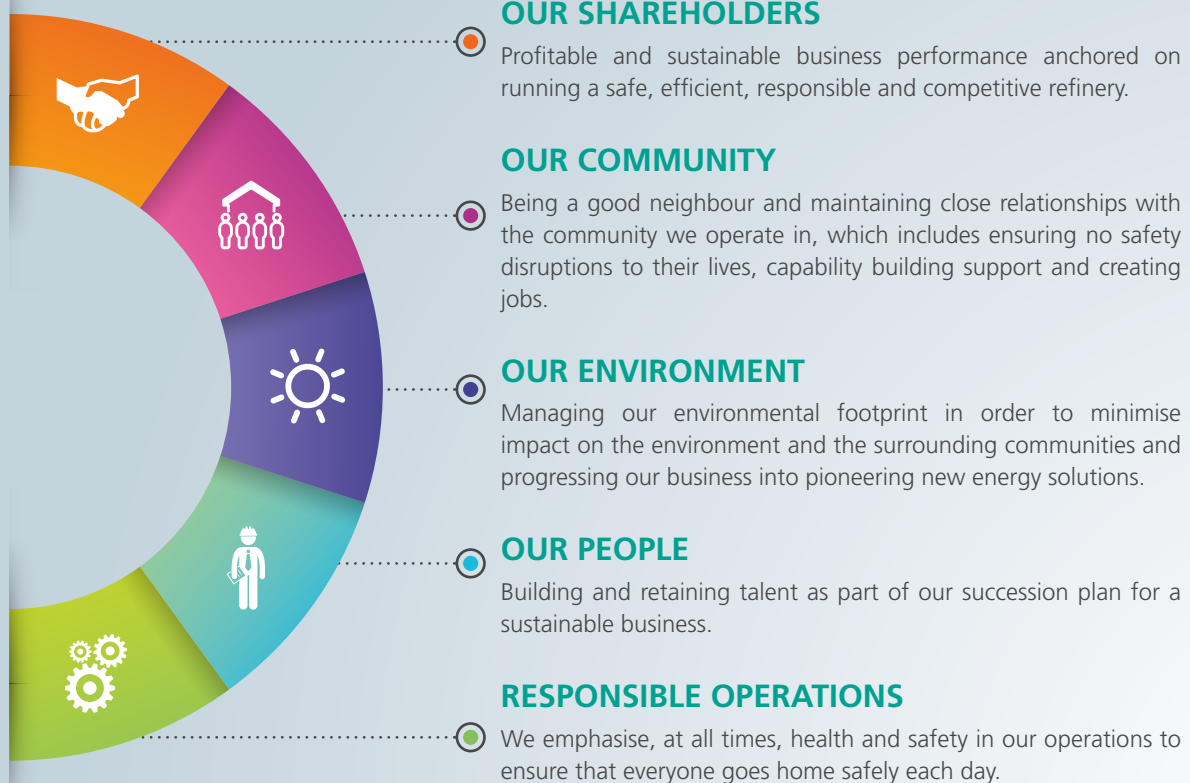 OUR SHAREHOLDERS
Profitable and sustainable business performance anchored on
running a safe, efficient, responsible and competitive refinery.
OUR COMMUNITY
Being a good neighbour and maintaining close relationships with
the community we operate in, which includes ensuring no safety
disruptions to their lives, capability building support and creating
jobs.
OUR ENVIRONMENT
Managing our environmental footprint in order to minimise
impact on the environment and the surrounding communities and
progressing our business into pioneering new energy solutions.
OUR PEOPLE
Building and retaining talent as part of our succession plan for a
sustainable business.
RESPONSIBLE OPERATIONS
We emphasise, at all times, health and safety in our operations to
ensure that everyone goes home safely each day.